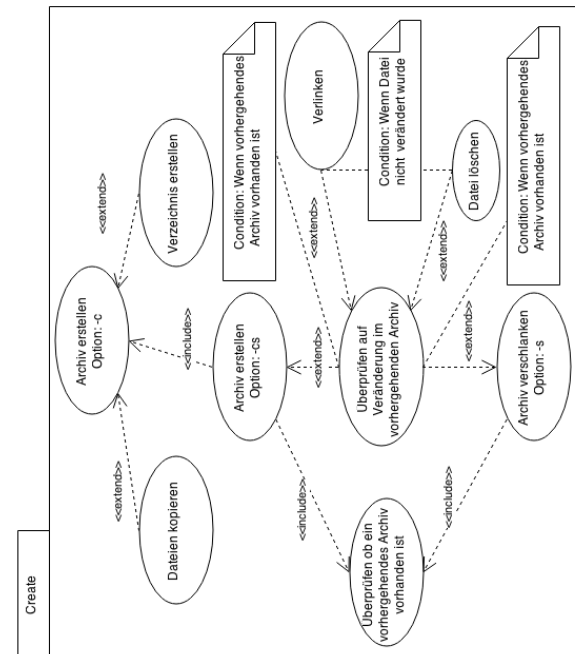 Create
Archiv erstellen
Option: -c
<<extend>>
<<extend>>
Dateien kopieren
Verzeichnis erstellen
<<include>>
Archiv erstellen
Option: -cs
Condition: Wenn vorhergehendes
Archiv vorhanden ist
<<include>>
<<extend>>
<<extend>>
Verlinken
Überprüfen ob ein
vorhergehendes Archiv
vorhanden ist
Überprüfen auf
Veränderung im
vorhergehenden Archiv
Condition: Wenn Datei
nicht verändert wurde
<<include>>
<<extend>>
<<extend>>
Datei löschen
Archiv verschlanken
Option: -s
Condition: Wenn vorhergehendes
Archiv vorhanden ist